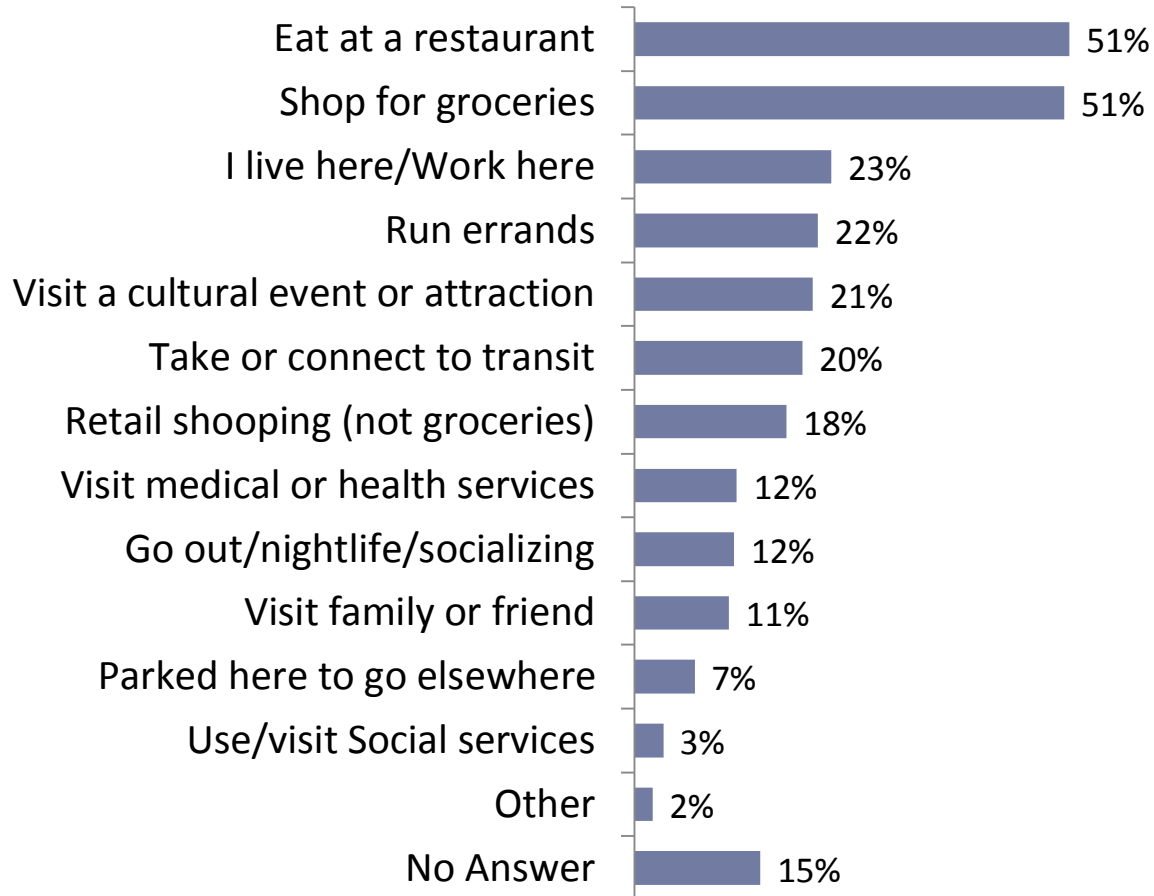 Eat at a restaurant 51%
Shop for groceries 51%
I live here/Work here 23%
Run errands 22%
Visit a cultural event or attraction 21%
Take or connect to transit 20%
Retail shooping (not groceries) 18%
Visit medical or health services 12%
Go out/nightlife/socializing 12%
Visit family or friend 11%
Parked here to go elsewhere 7%
Use/visit Social services 3%
Other 2%
No Answer 15%